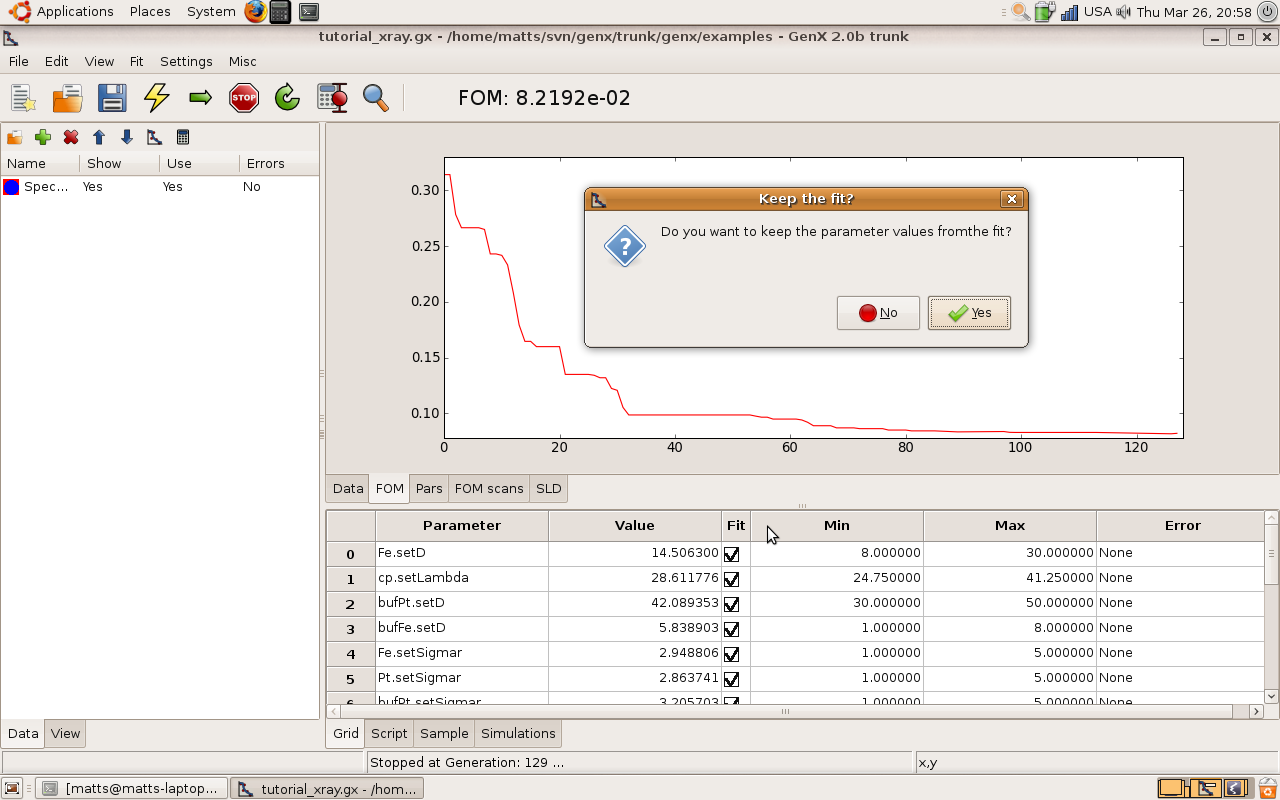 Applications Places System USA Thu Mar 26, 20:58
tutorial_xray.gx - /home/matts/svn/genx/trunk/genx/examples - GenX 2.0b trunk
File Edit View Fit Settings Misc
STOP FOM: 8.2192e-02
Name Show Use Errors
Spec... Yes Yes No
0.30
0.25
0.20
0.15
0.10
0 20 40 60 80 100 120
Keep the fit?
Do you want to keep the parameter values fromthe fit?
No Yes
Data FOM Pars FOM scans SLD
Parameter Value Fit Min Max Error
0 Fe.setD 14.506300 8.000000 30.000000 None
1 cp.setLambda 28.611776 24.750000 41.250000 None
2 bufPt.setD 42.089353 30.000000 50.000000 None
3 bufFe.setD 5.838903 1.000000 8.000000 None
4 Fe.setSigmar 2.948806 1.000000 5.000000 None
5 Pt.setSigmar 2.863741 1.000000 5.000000 None
6 bufPt.setSigmar 3.205703 1.000000 5.000000 None
Data View
Grid Script Sample Simulations
Stopped at Generation: 129 ... x,y
[matts@matts-laptop... tutorial_xray.gx - /hom...